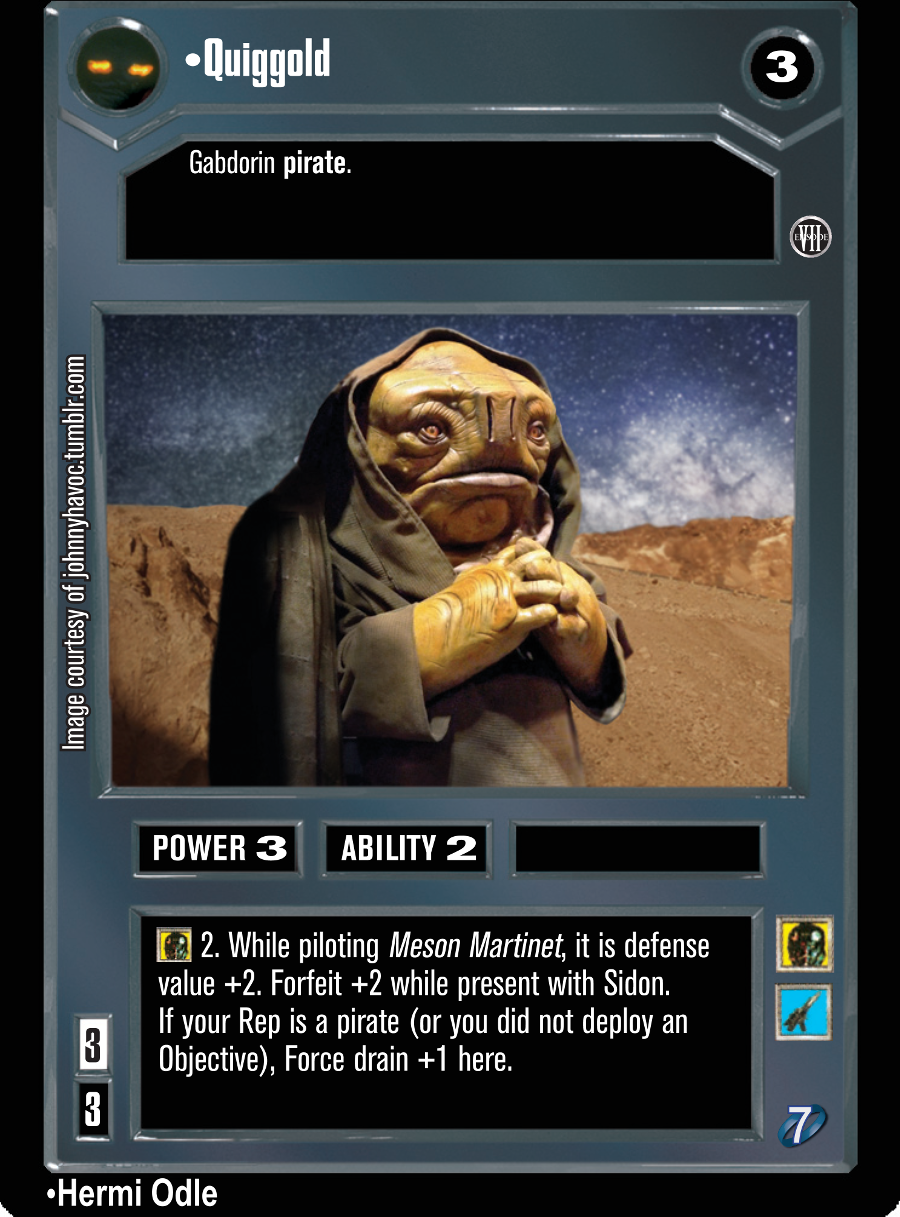 •Quiggold
3
Gabdorin pirate.
EPISODE
VII
Image courtesy of johnnyhavoc.tumblr.com
POWER 3
ABILITY 2
2. While piloting Meson Martinet, it is defense
value +2. Forfeit +2 while present with Sidon.
If your Rep is a pirate (or you did not deploy an
Objective), Force drain +1 here.
3
3
7
•Hermi Odle